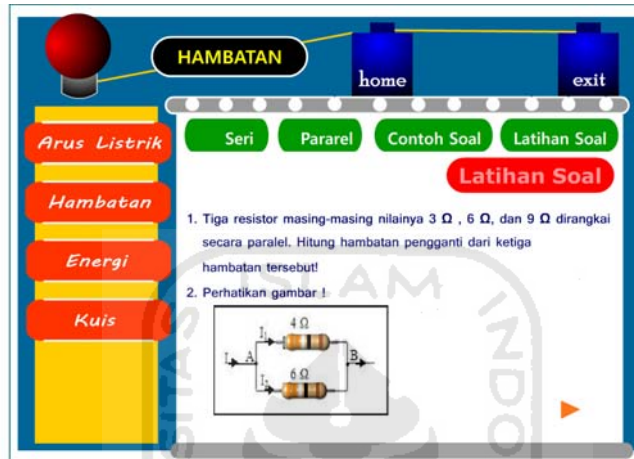 HAMBATAN
home
exit
Arus Listrik
Hambatan
Energi
Kuis
Seri
Pararel
Contoh Soal
Latihan Soal
Latihan Soal
1. Tiga resistor masing-masing nilainya 3 Ω , 6 Ω, dan 9 Ω dirangkai
secara paralel. Hitung hambatan pengganti dari ketiga
hambatan tersebut!
2. Perhatikan gambar !
I₁
4 Ω
I
A
B
6 Ω
ISLAM
INDO